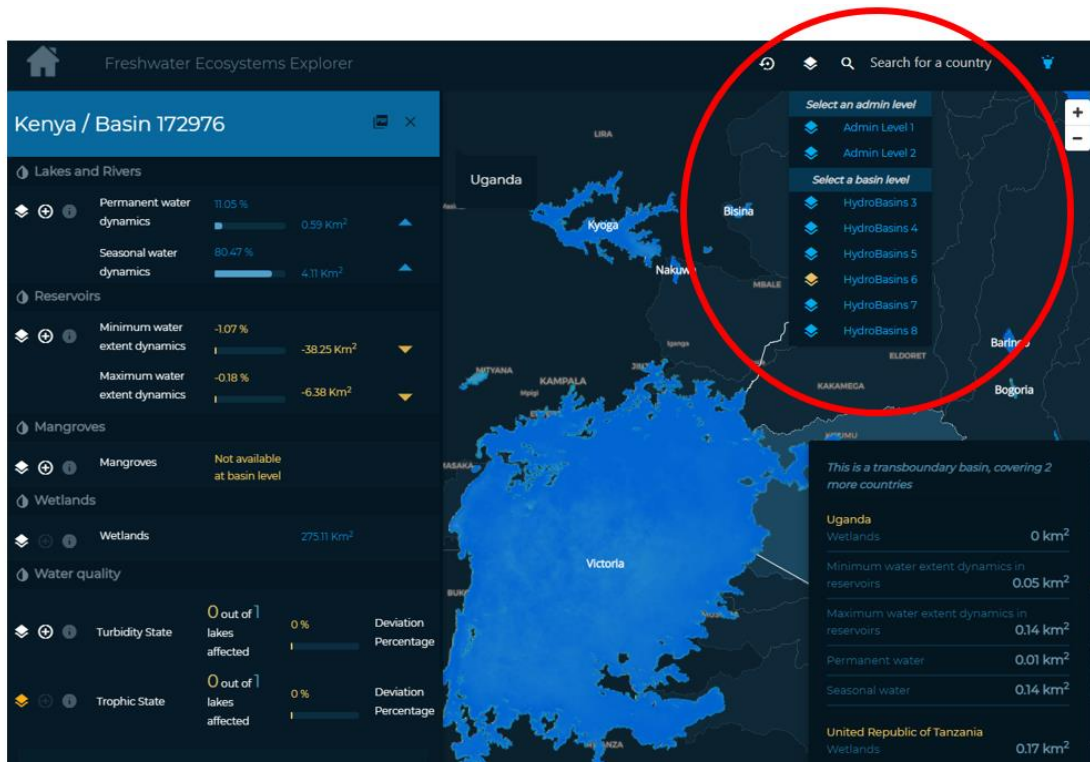 Freshwater Ecosystems Explorer
Search for a country
Kenya / Basin 172976
Lakes and Rivers
Permanent water
dynamics
11.05 %
0.59 Km²
Seasonal water
dynamics
80.47 %
4.11 Km²
Reservoirs
Minimum water
extent dynamics
-1.07 %
-38.25 Km²
Maximum water
extent dynamics
-0.18 %
-6.38 Km²
Mangroves
Mangroves
Not available
at basin level
Wetlands
Wetlands
275.11 Km²
Water quality
Turbidity State
0 out of 1
lakes
affected
0 %
Deviation
Percentage
Trophic State
0 out of 1
lakes
affected
0 %
Deviation
Percentage
Select an admin level
Admin Level 1
Admin Level 2
Select a basin level
HydroBasins 3
HydroBasins 4
HydroBasins 5
HydroBasins 6
HydroBasins 7
HydroBasins 8
+
−
LIRA
Uganda
Kyoga
Bisina
Nakuwa
MBALE
Iganga
ELDORET
Baringo
Bogoria
MITYANA
KAMPALA
Mpigi
KAKAMEGA
MASAKA
Victoria
This is a transboundary basin, covering 2
more countries
Uganda
Wetlands
0 km²
Minimum water extent dynamics in
reservoirs
0.05 km²
Maximum water extent dynamics in
reservoirs
0.14 km²
Permanent water
0.01 km²
Seasonal water
0.14 km²
United Republic of Tanzania
Wetlands
0.17 km²